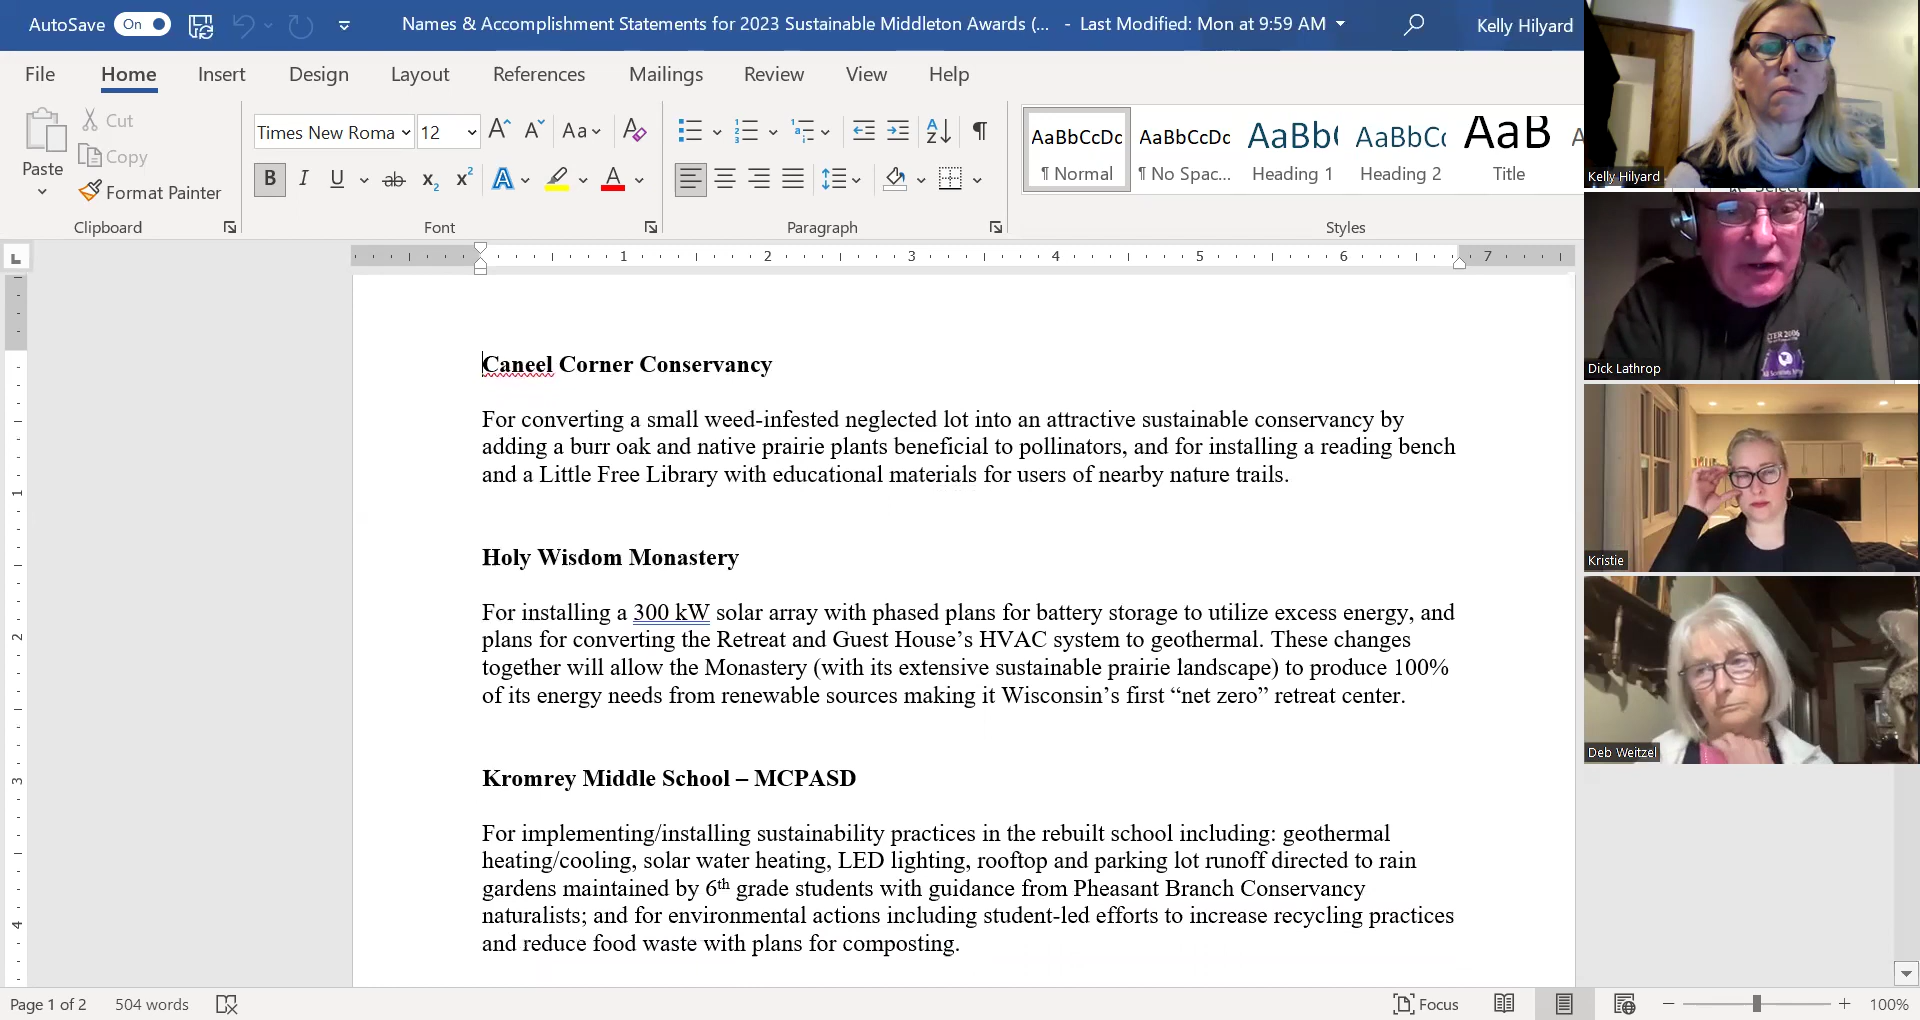 AutoSave On Names & Accomplishment Statements for 2023 Sustainable Middleton Awards (... - Last Modified: Mon at 9:59 AM Kelly Hilyard
File Home Insert Design Layout References Mailings Review View Help
Paste
Cut
Copy
Format Painter
Clipboard
Times New Roma 12
Font
Paragraph
AaBbCcDc AaBbCcDc AaBb( AaBbC( AaB
¶ Normal ¶ No Spac... Heading 1 Heading 2 Title
Styles
Select
Kelly Hilyard
1 2 3 4 5 6 7
Caneel Corner Conservancy
For converting a small weed-infested neglected lot into an attractive sustainable conservancy by
adding a burr oak and native prairie plants beneficial to pollinators, and for installing a reading bench
and a Little Free Library with educational materials for users of nearby nature trails.
Holy Wisdom Monastery
For installing a 300 kW solar array with phased plans for battery storage to utilize excess energy, and
plans for converting the Retreat and Guest House’s HVAC system to geothermal. These changes
together will allow the Monastery (with its extensive sustainable prairie landscape) to produce 100%
of its energy needs from renewable sources making it Wisconsin’s first “net zero” retreat center.
Kromrey Middle School – MCPASD
For implementing/installing sustainability practices in the rebuilt school including: geothermal
heating/cooling, solar water heating, LED lighting, rooftop and parking lot runoff directed to rain
gardens maintained by 6th grade students with guidance from Pheasant Branch Conservancy
naturalists; and for environmental actions including student-led efforts to increase recycling practices
and reduce food waste with plans for composting.
1
2
3
4
Dick Lathrop
Kristie
Deb Weitzel
Page 1 of 2 504 words Focus 100%